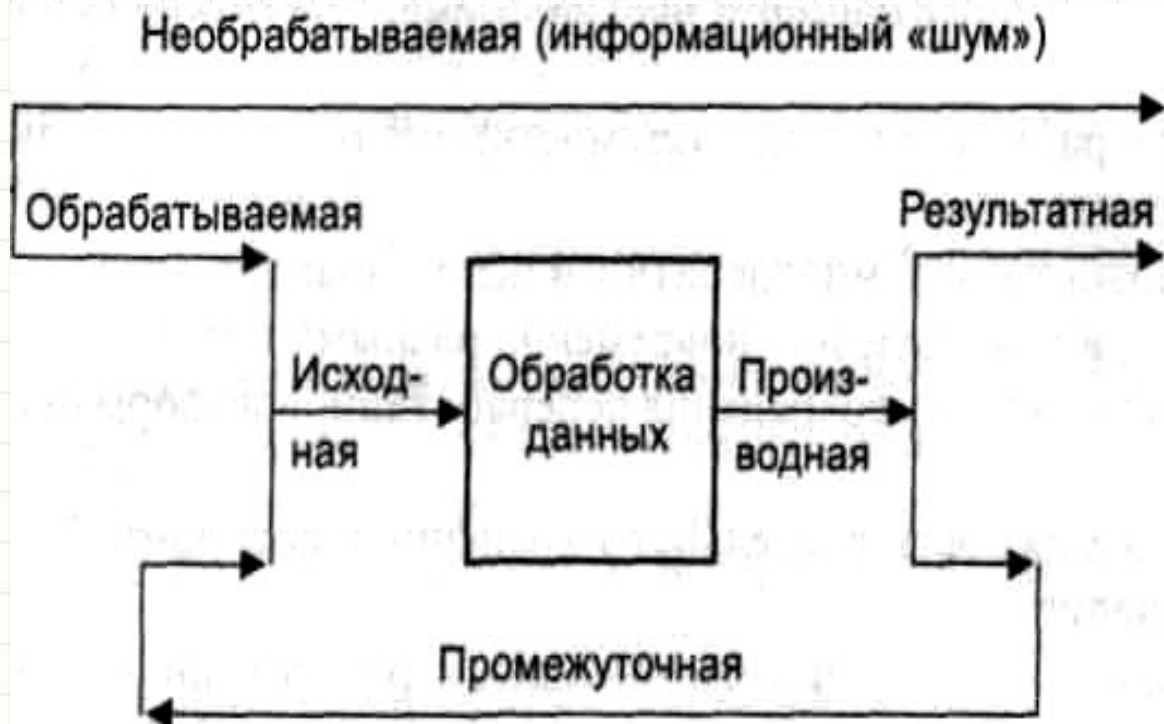 Необрабатываемая (информационный «шум»)
Обрабатываемая
Результатная
Исход-
ная
Обработка
данных
Произ-
водная
Промежуточная